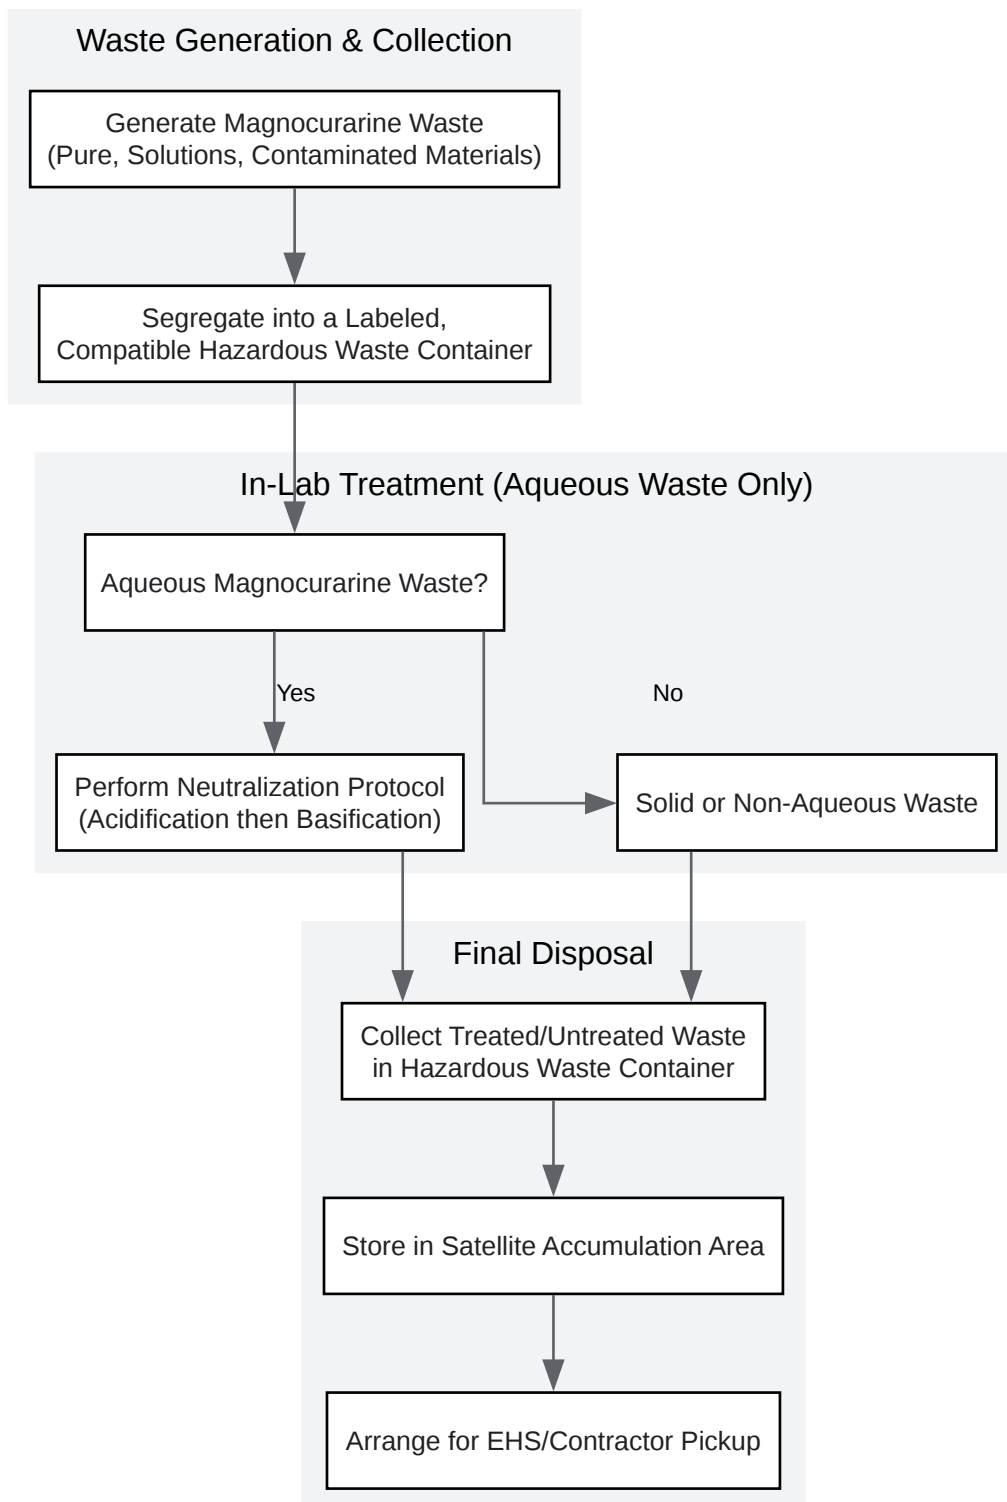 Waste Generation & Collection
Generate Magnocurarine Waste
(Pure, Solutions, Contaminated Materials)
Segregate into a Labeled,
Compatible Hazardous Waste Container
In-Lab Treatment (Aqueous Waste Only)
Aqueous Magnocurarine Waste?
Yes
No
Perform Neutralization Protocol
(Acidification then Basification)
Solid or Non-Aqueous Waste
Final Disposal
Collect Treated/Untreated Waste
in Hazardous Waste Container
Store in Satellite Accumulation Area
Arrange for EHS/Contractor Pickup